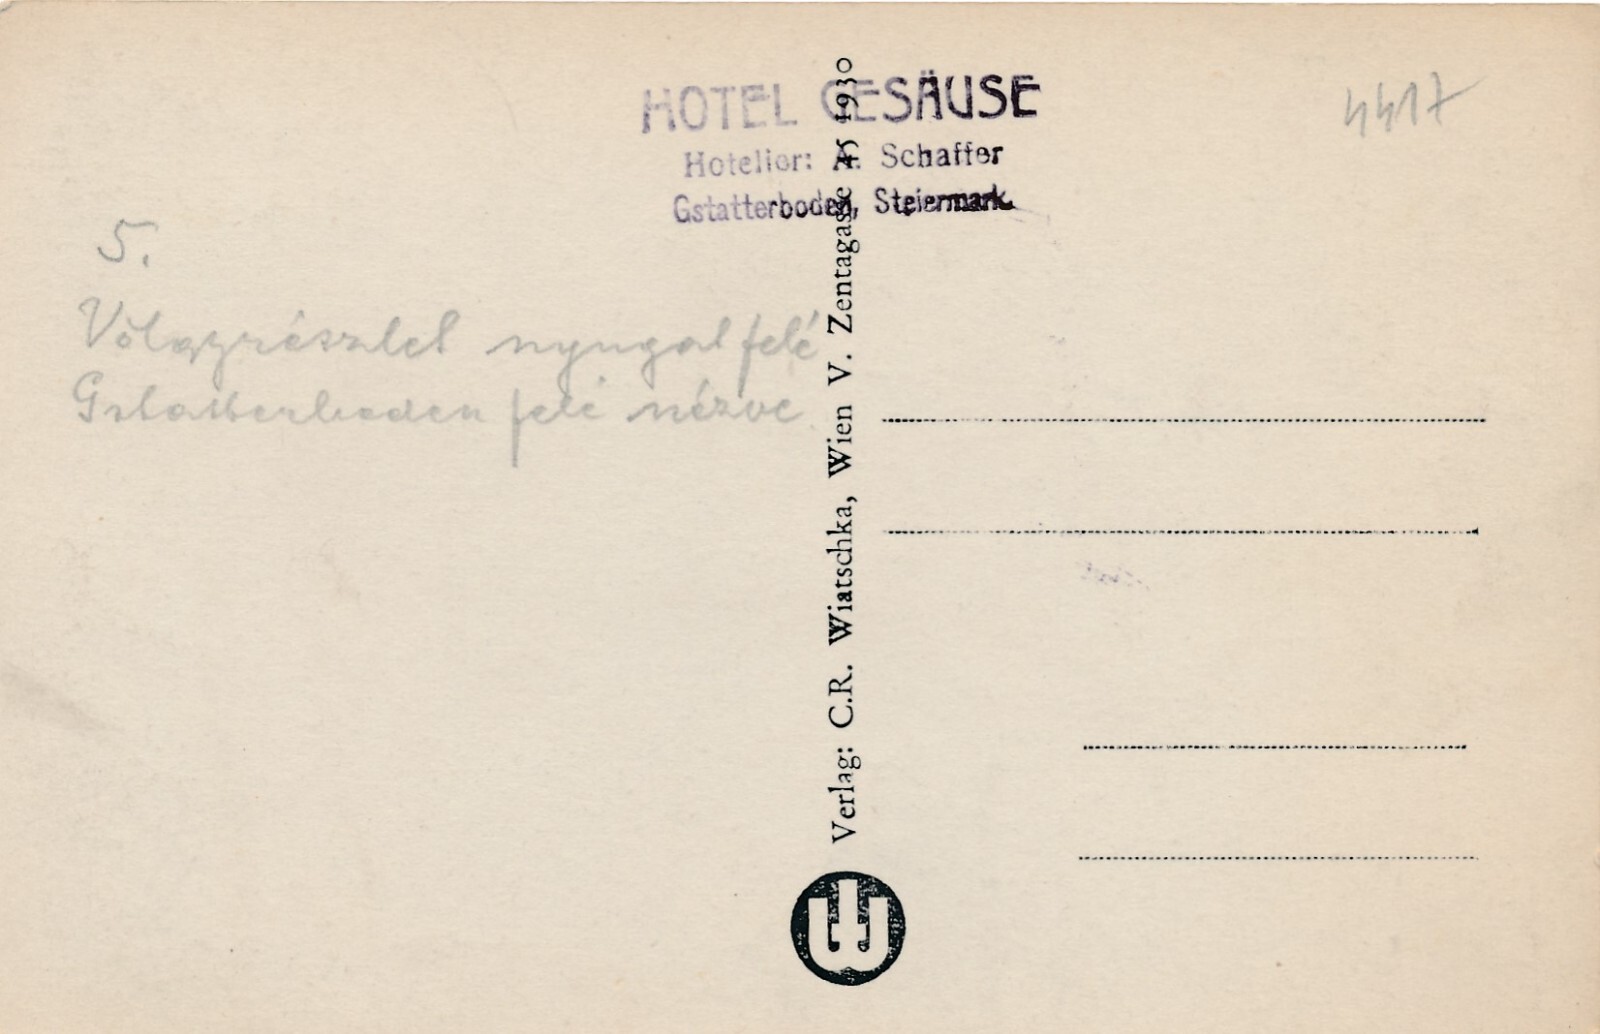 HOTEL GESÄUSE
Hotelier: A. Schaffer
Gstatterboden, Steiermark.
4417
5.
Völgyrészlet nyugat felé
Gstatterboden felé nézve
Verlag: C.R. Wiatschka, Wien V. Zentagasse 45 1930